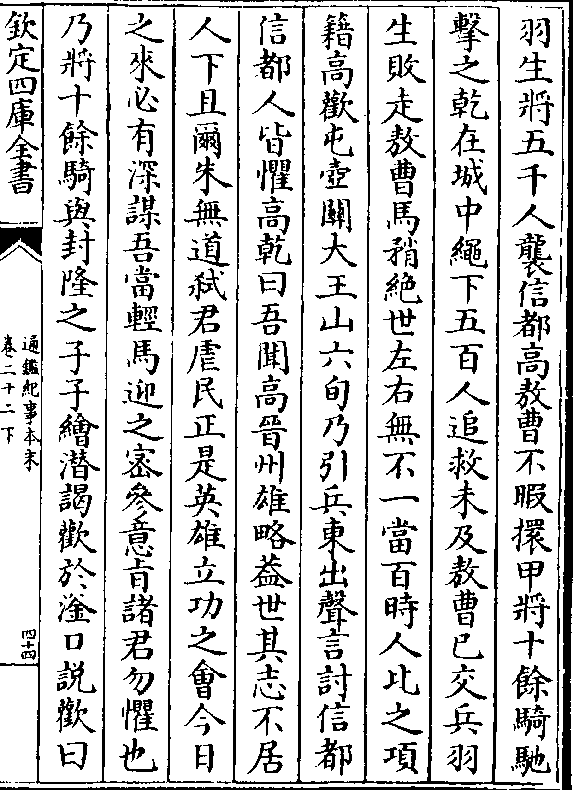 羽生將五千人襲信都高敖曹不暇擐甲將十餘騎馳
擊之乾在城中繩下五百人追救未及敖曹已交兵羽
生敗走敖曹馬矟絶世左右無不一當百時人比之項
籍高歡屯壺關大王山六旬乃引兵東出聲言討信都
信都人皆懼高乾曰吾聞高晉州雄略葢世其志不居
人下且爾朱無道弑君虐民正是英雄立功之會今日
之來必有深謀吾當輕馬迎之密參意㫖諸君勿懼也
乃將十餘騎與封隆之子子繪潜謁歡於滏口説歡曰
欽定四庫全書
通鑑紀事本末
卷二十二下
四十四